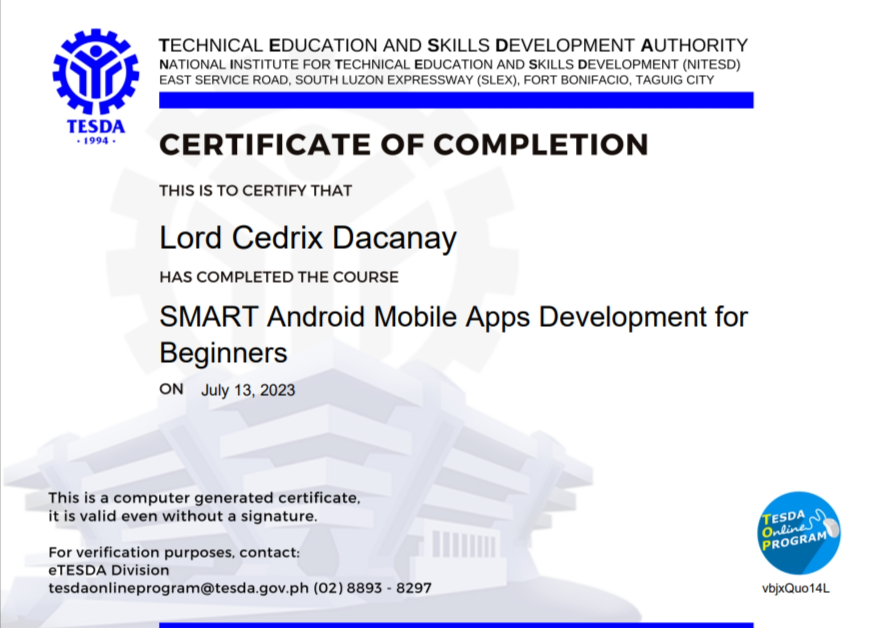 TECHNICAL EDUCATION AND SKILLS DEVELOPMENT AUTHORITY
NATIONAL INSTITUTE FOR TECHNICAL EDUCATION AND SKILLS DEVELOPMENT (NITESD)
EAST SERVICE ROAD, SOUTH LUZON EXPRESSWAY (SLEX), FORT BONIFACIO, TAGUIG CITY
TESDA
· 1994 ·
CERTIFICATE OF COMPLETION
THIS IS TO CERTIFY THAT
Lord Cedrix Dacanay
HAS COMPLETED THE COURSE
SMART Android Mobile Apps Development for
Beginners
ON July 13, 2023
This is a computer generated certificate,
it is valid even without a signature.
For verification purposes, contact:
eTESDA Division
tesdaonlineprogram@tesda.gov.ph (02) 8893 - 8297
TESDA
Online
PROGRAM
vbjxQuo14L